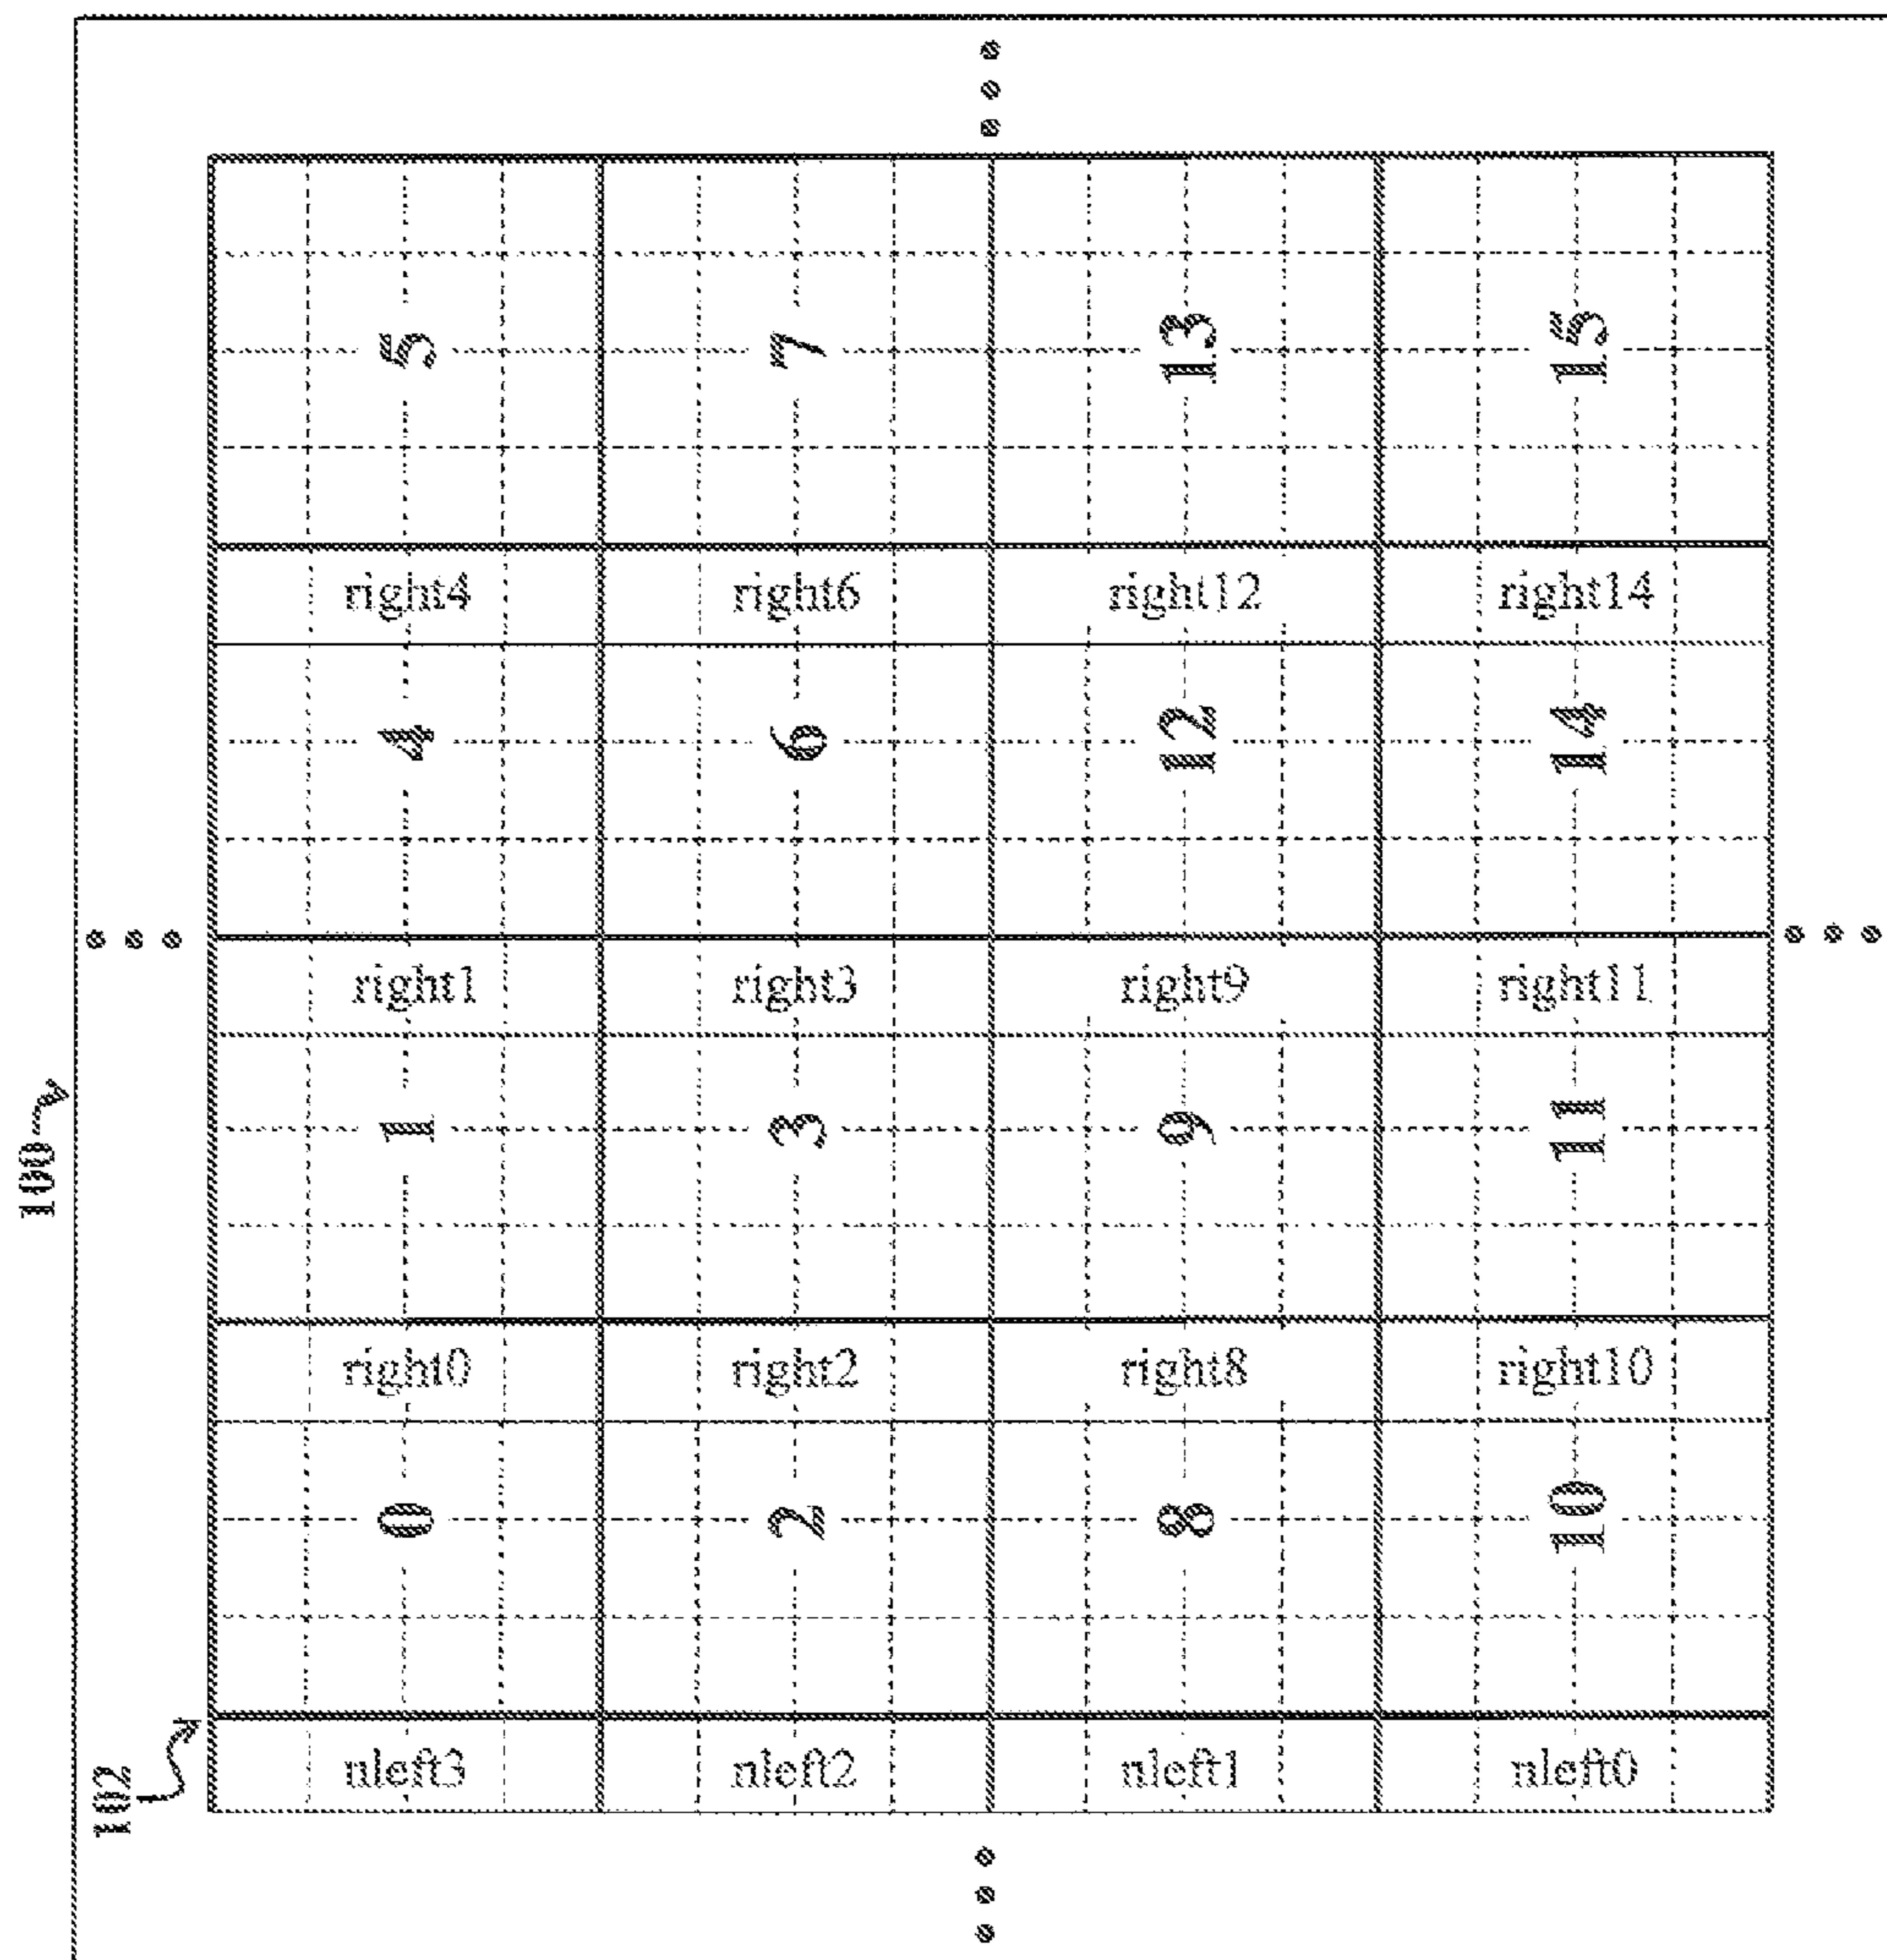 5 7 13 15
right4 right6 right12 right14
4 6 12 14
right1 right3 right9 right11
100
1 3 9 11
right0 right2 right8 right10
0 2 8 10
102
nleft3 nleft2 nleft1 nleft0